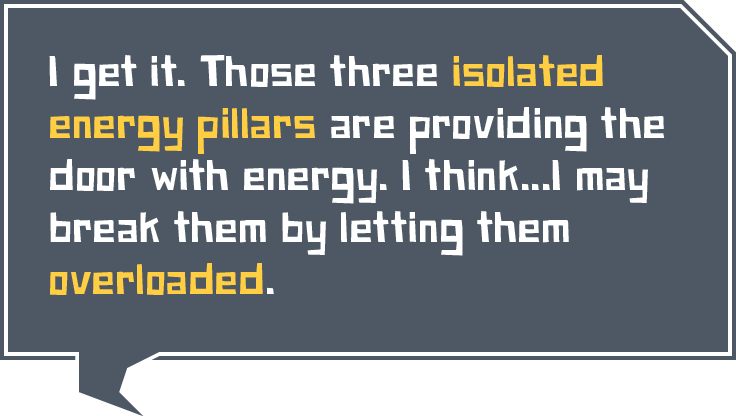 I get it. Those three isolated
energy pillars are providing the
door with energy. I think...I may
break them by letting them
overloaded.